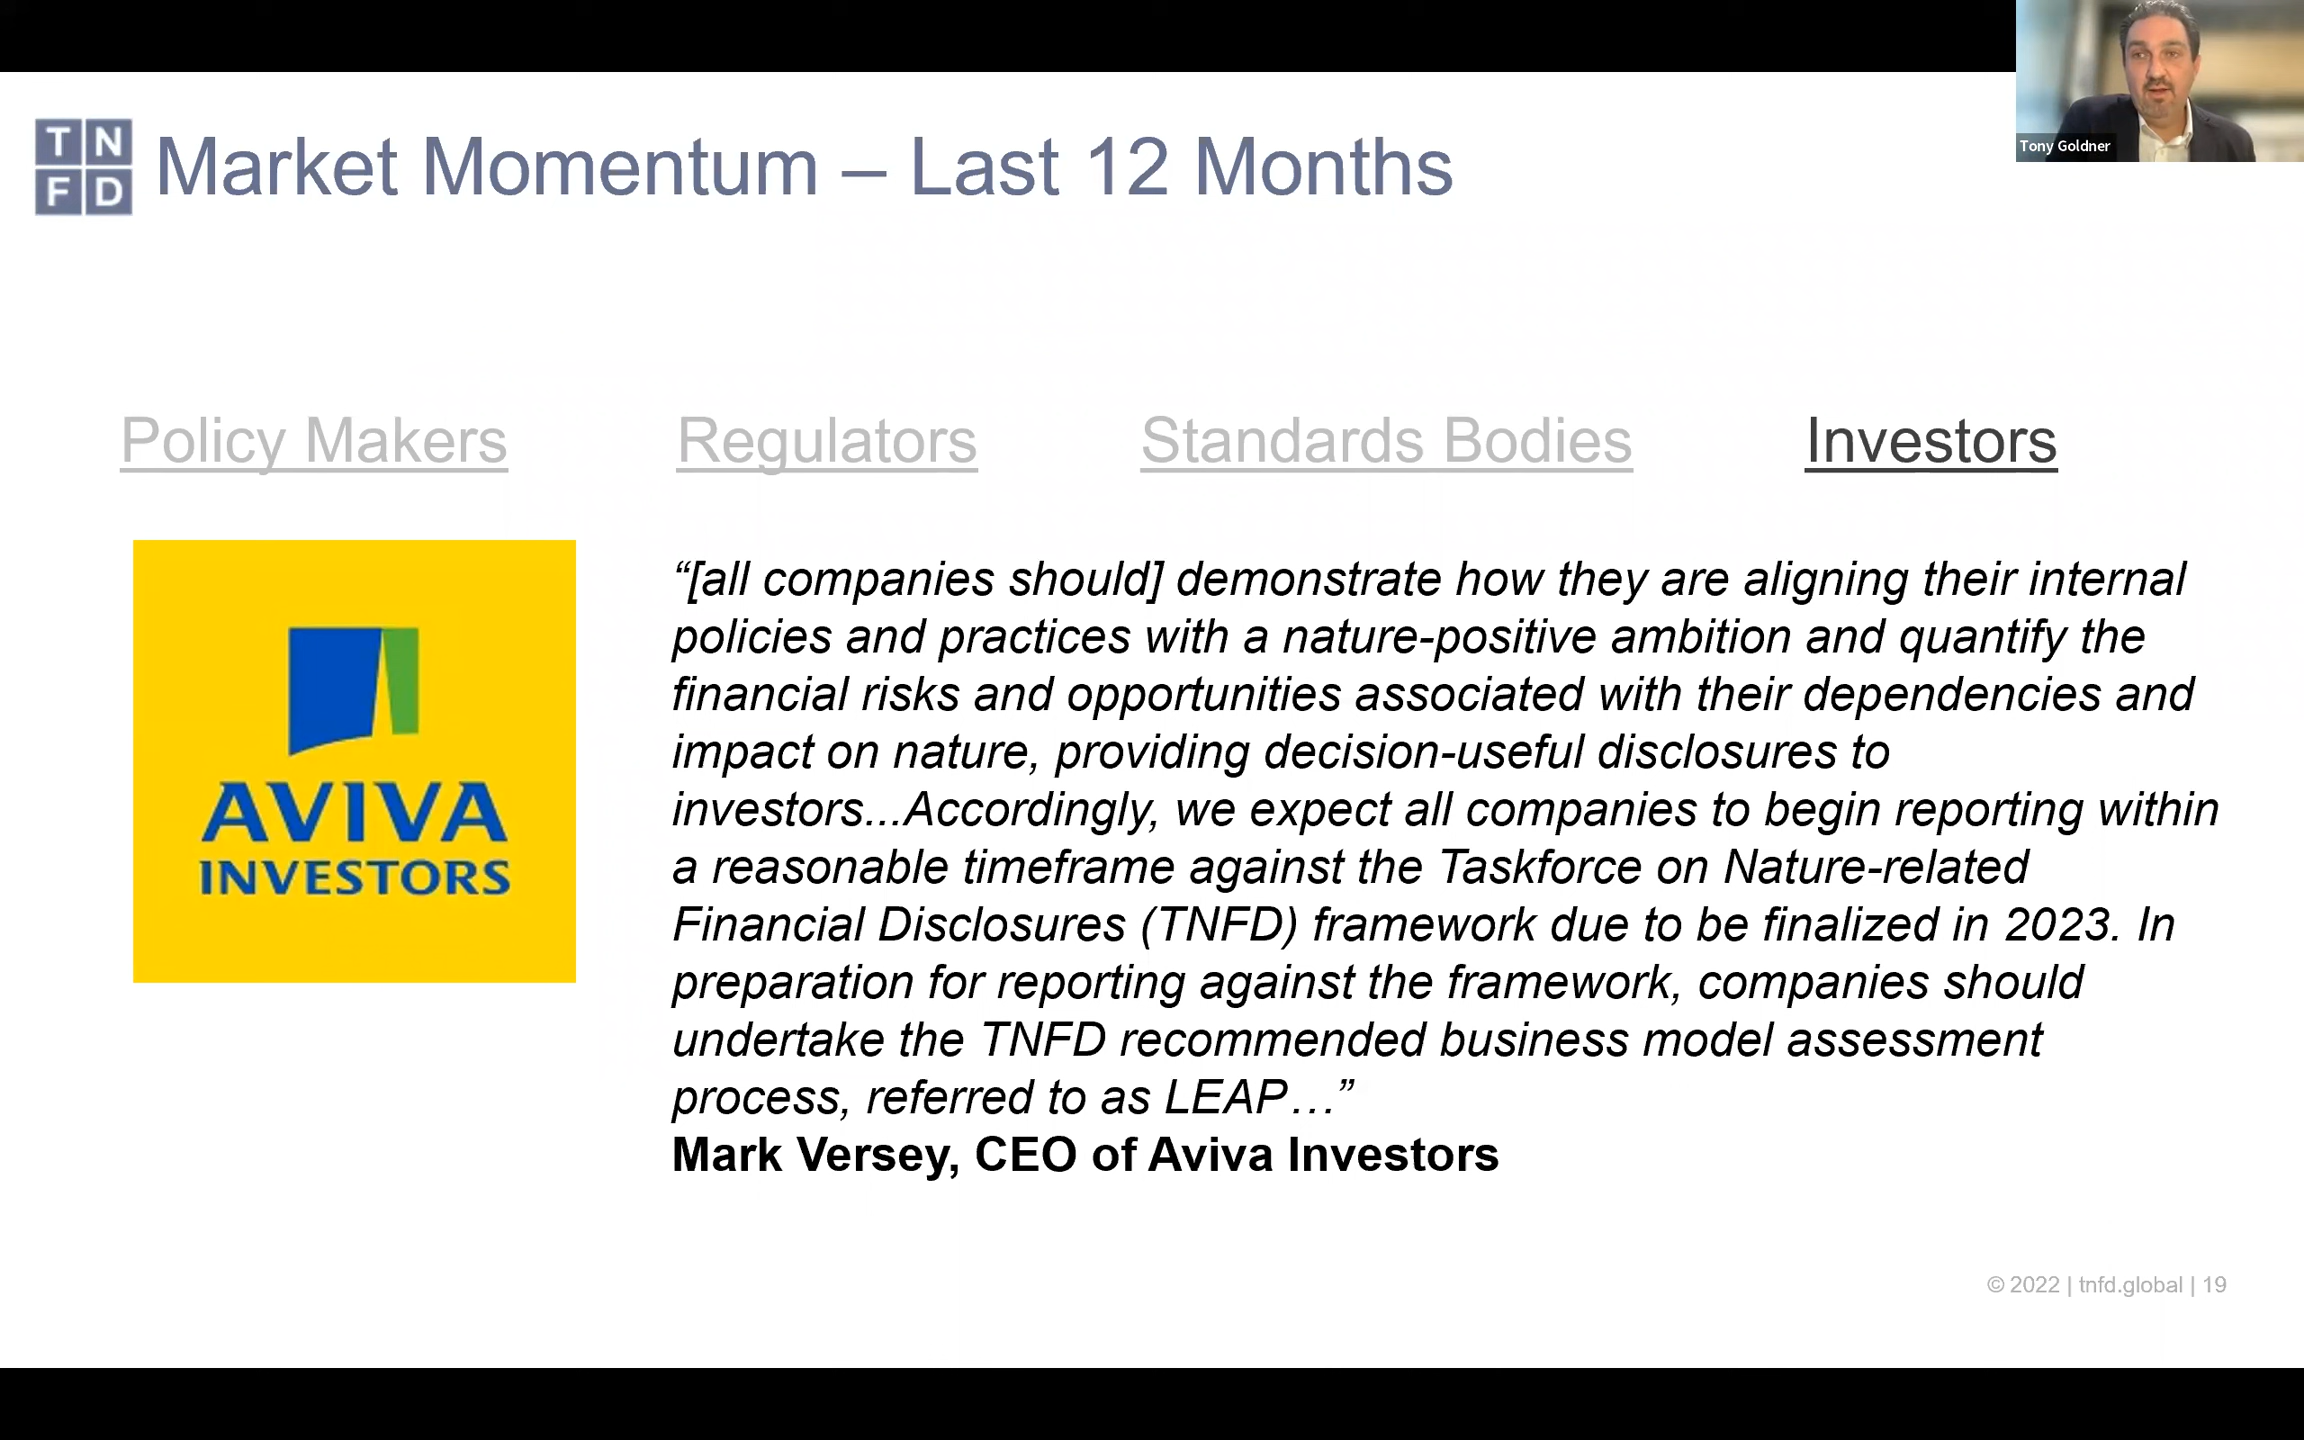 Tony Goldner
T N
F D
Market Momentum – Last 12 Months
Policy Makers
Regulators
Standards Bodies
Investors
AVIVA
INVESTORS
“[all companies should] demonstrate how they are aligning their internal
policies and practices with a nature-positive ambition and quantify the
financial risks and opportunities associated with their dependencies and
impact on nature, providing decision-useful disclosures to
investors...Accordingly, we expect all companies to begin reporting within
a reasonable timeframe against the Taskforce on Nature-related
Financial Disclosures (TNFD) framework due to be finalized in 2023. In
preparation for reporting against the framework, companies should
undertake the TNFD recommended business model assessment
process, referred to as LEAP…”
Mark Versey, CEO of Aviva Investors
© 2022 | tnfd.global | 19